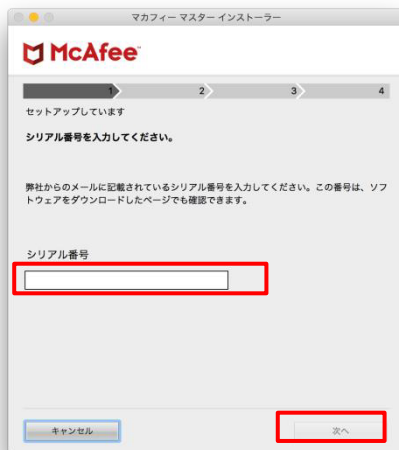 マカフィー マスター インストーラー
McAfee™
1 2 3 4
セットアップしています
シリアル番号を入力してください。
弊社からのメールに記載されているシリアル番号を入力してください。この番号は、ソフ
トウェアをダウンロードしたページでも確認できます。
シリアル番号
キャンセル 次へ